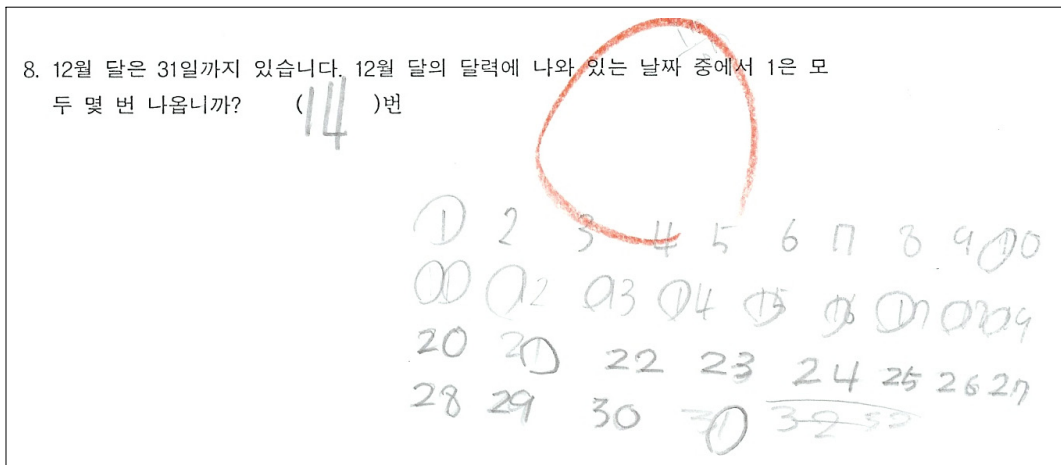 8. 12월 달은 31일까지 있습니다. 12월 달의 달력에 나와 있는 날짜 중에서 1은 모
두 몇 번 나옵니까? (14)번
1 2 3 4 5 6 7 8 9 10
11 12 13 14 15 16 17 18 19
20 21 22 23 24 25 26 27
28 29 30 31 32